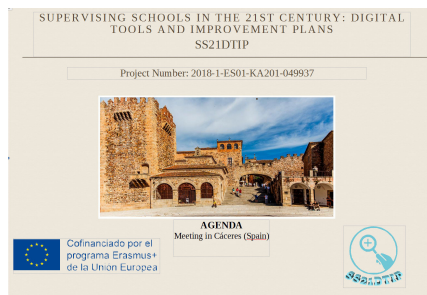 SUPERVISING SCHOOLS IN THE 21ST CENTURY: DIGITAL
TOOLS AND IMPROVEMENT PLANS
SS21DTIP
Project Number: 2018-1-ES01-KA201-049937
AGENDA
Meeting in Cáceres (Spain)
Cofinanciado por el
programa Erasmus+
de la Unión Europea
SS21DTIP